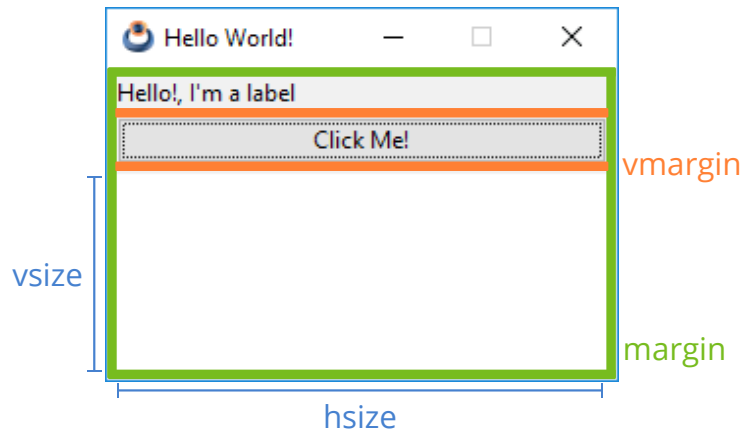 Hello World!
Hello!, I'm a label
Click Me!
vmargin
vsize
margin
hsize